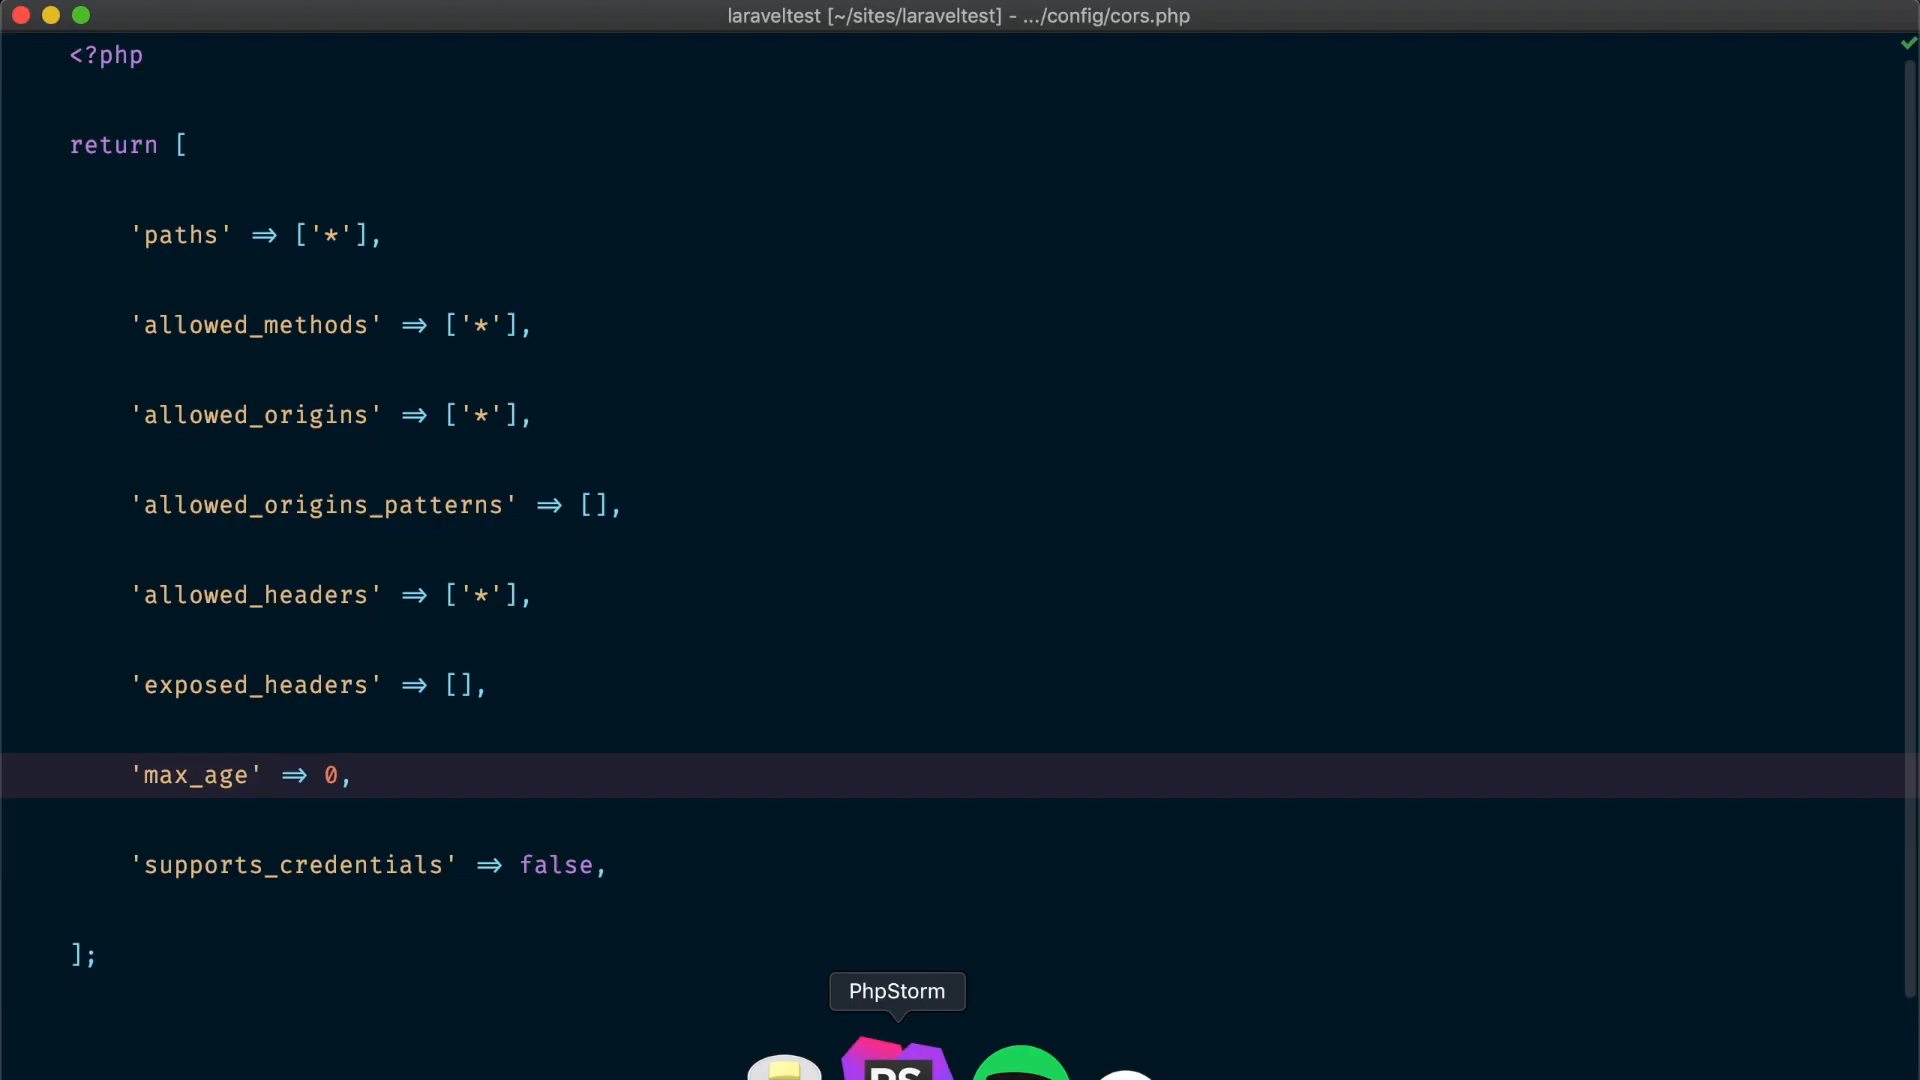 laraveltest [~/sites/laraveltest] - .../config/cors.php
<?php
return [
'paths' => ['*'],
'allowed_methods' => ['*'],
'allowed_origins' => ['*'],
'allowed_origins_patterns' => [],
'allowed_headers' => ['*'],
'exposed_headers' => [],
'max_age' => 0,
'supports_credentials' => false,
];
PhpStorm
PS